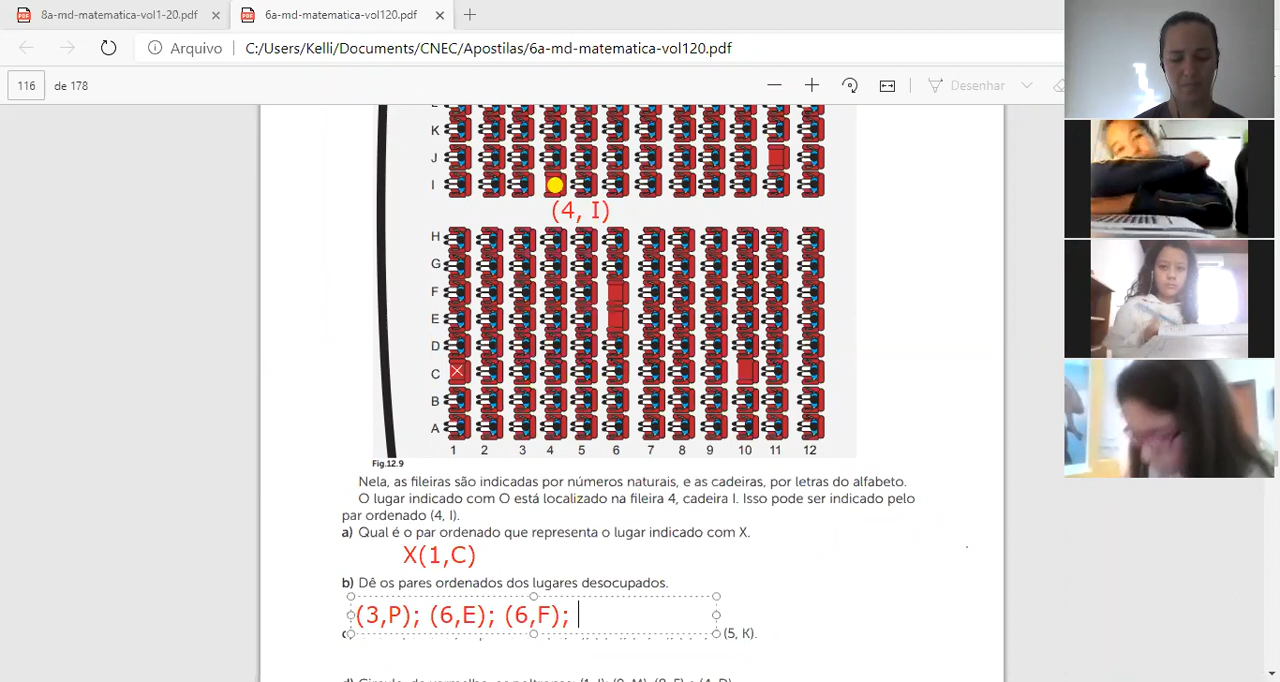 8a-md-matematica-vol1-20.pdf
6a-md-matematica-vol120.pdf
Arquivo
C:/Users/Kelli/Documents/CNEC/Apostilas/6a-md-matematica-vol120.pdf
116 de 178
Desenhar
K
J
I
(4, I)
H
G
F
E
D
C
B
A
1 2 3 4 5 6 7 8 9 10 11 12
Fig.12.9
Nela, as fileiras são indicadas por números naturais, e as cadeiras, por letras do alfabeto.
O lugar indicado com O está localizado na fileira 4, cadeira I. Isso pode ser indicado pelo
par ordenado (4, I).
a) Qual é o par ordenado que representa o lugar indicado com X.
X(1,C)
b) Dê os pares ordenados dos lugares desocupados.
(3,P); (6,E); (6,F);
(5, K).